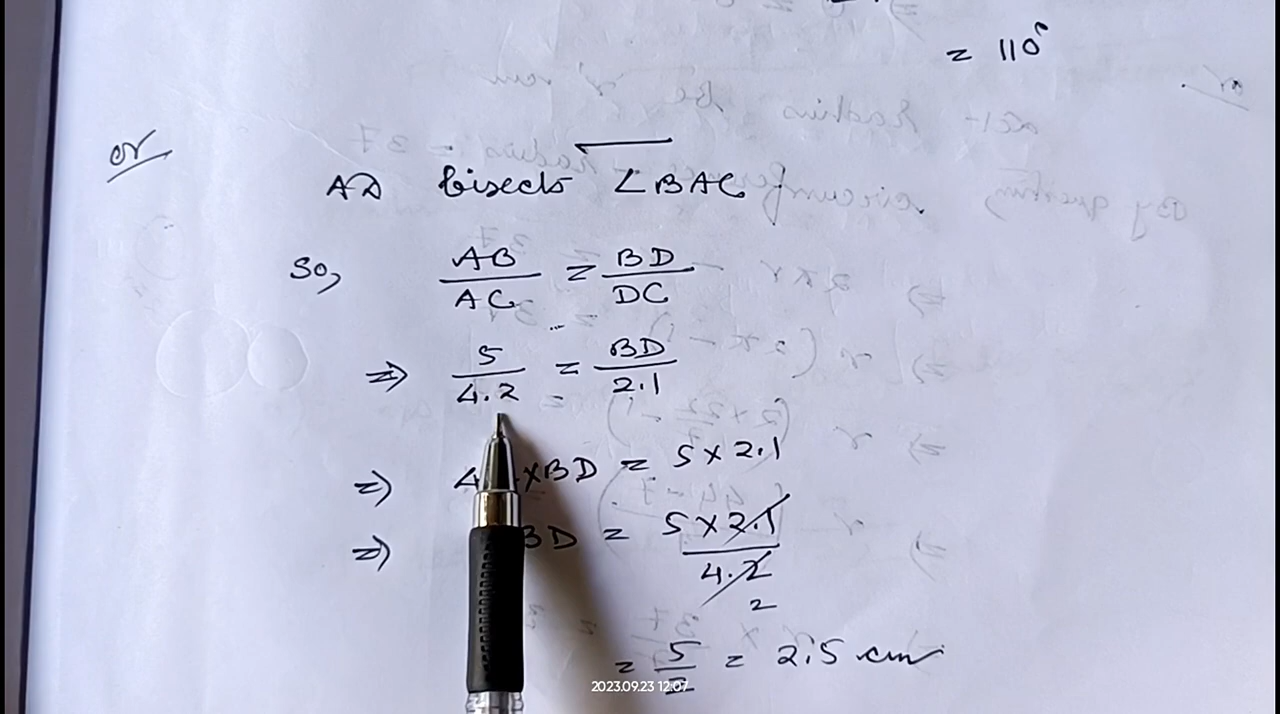 = 110°
or
AD bisects ∠BAC
So, AB/AC = BD/DC
⇒ 5/4.2 = BD/2.1
⇒ 4 ×BD = 5 × 2.1
⇒ BD = 5 × 2.1 / 4.2
2
= 5/2 = 2.5 cm
2023.09.23 12:07